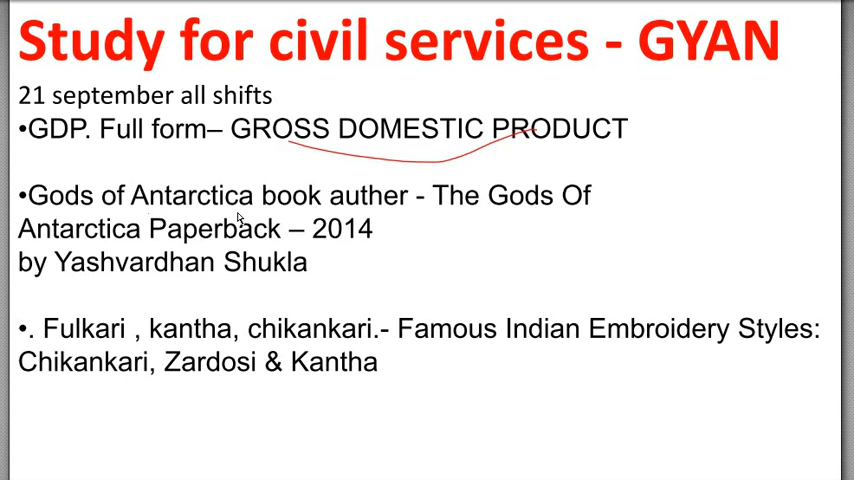 Study for civil services - GYAN
21 september all shifts
•GDP. Full form– GROSS DOMESTIC PRODUCT
•Gods of Antarctica book auther - The Gods Of
Antarctica Paperback – 2014
by Yashvardhan Shukla
•. Fulkari , kantha, chikankari.- Famous Indian Embroidery Styles:
Chikankari, Zardosi & Kantha